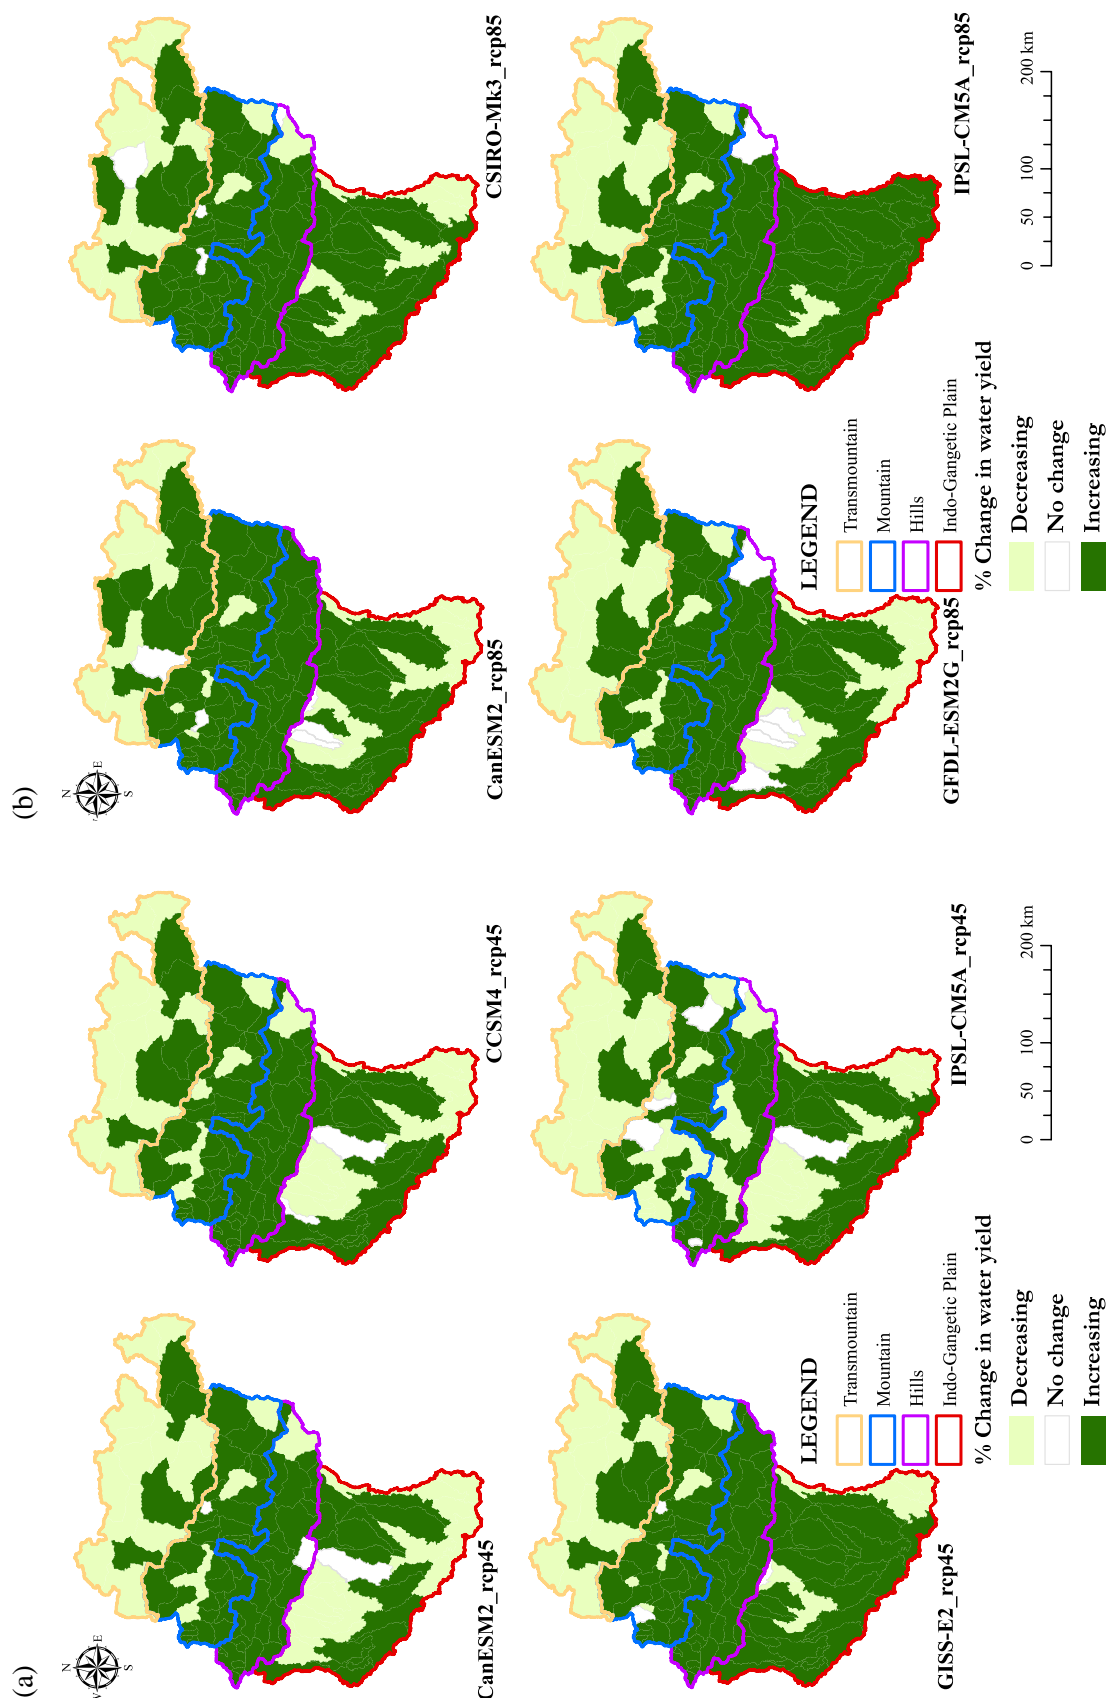 (a)
N
E
S
W
CanESM2_rcp45
CCSM4_rcp45
GISS-E2_rcp45
IPSL-CM5A_rcp45
LEGEND
Transmountain
Mountain
Hills
Indo-Gangetic Plain
% Change in water yield
Decreasing
No change
Increasing
0 50 100 200 km
(b)
N
E
S
CanESM2_rcp85
CSIRO-Mk3_rcp85
GFDL-ESM2G_rcp85
IPSL-CM5A_rcp85
LEGEND
Transmountain
Mountain
Hills
Indo-Gangetic Plain
% Change in water yield
Decreasing
No change
Increasing
0 50 100 200 km